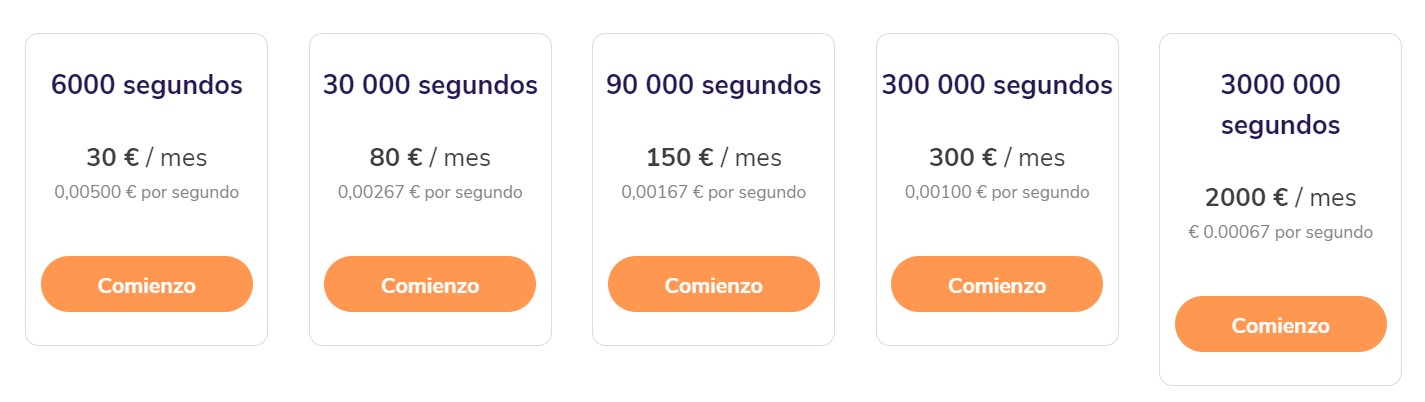 6000 segundos
30 € / mes
0,00500 € por segundo
Comienzo
30 000 segundos
80 € / mes
0,00267 € por segundo
Comienzo
90 000 segundos
150 € / mes
0,00167 € por segundo
Comienzo
300 000 segundos
300 € / mes
0,00100 € por segundo
Comienzo
3000 000
segundos
2000 € / mes
€ 0.00067 por segundo
Comienzo